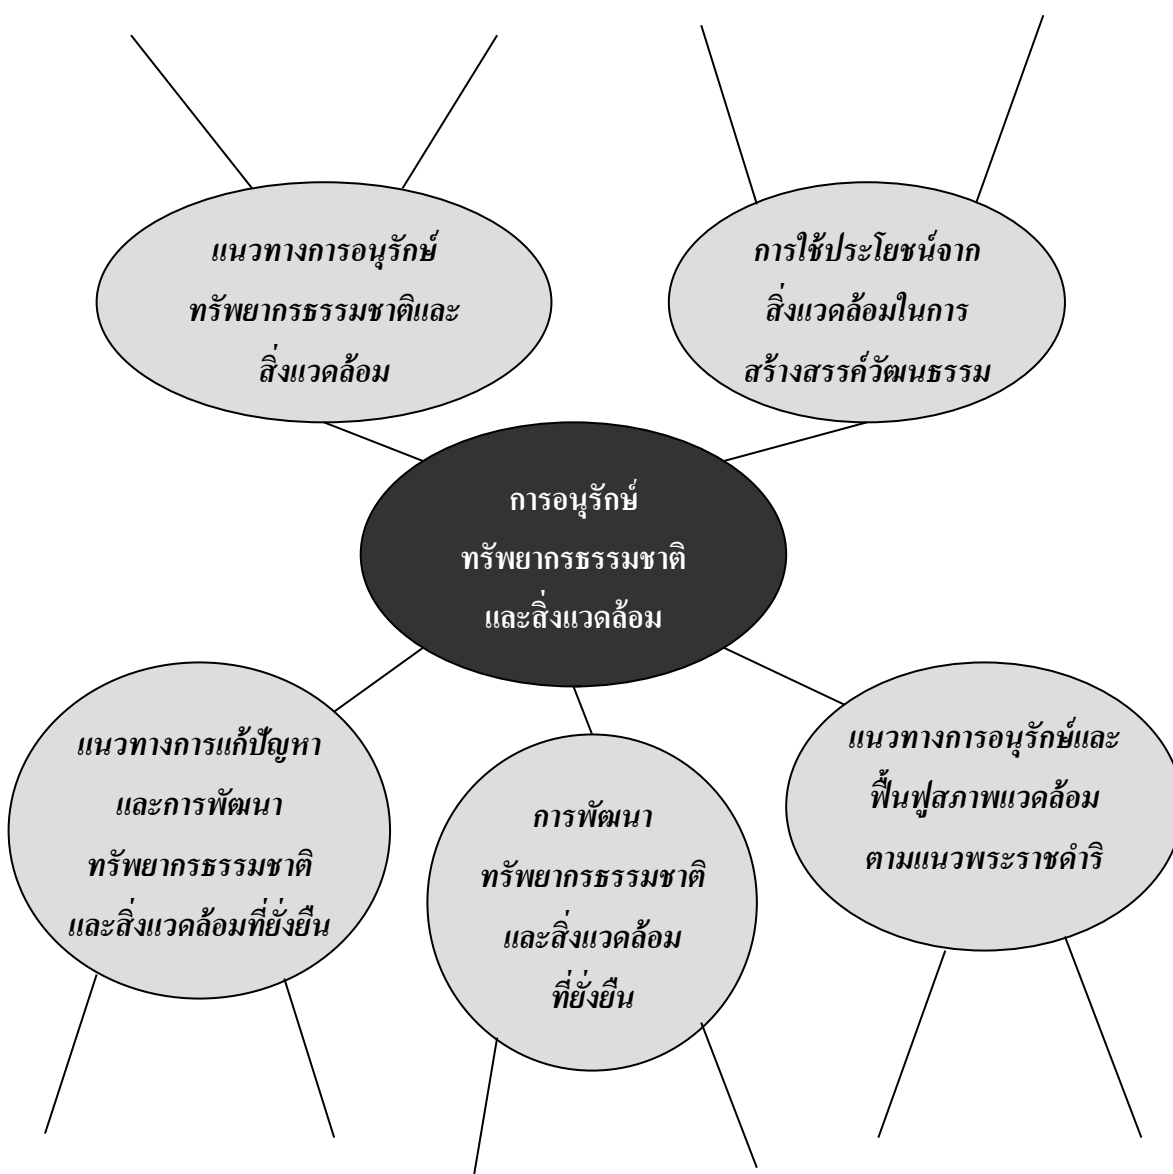 แนวทางการอนุรักษ์
ทรัพยากรธรรมชาติและ
สิ่งแวดล้อม
การใช้ประโยชน์จาก
สิ่งแวดล้อมในการ
สร้างสรรค์วัฒนธรรม
การอนุรักษ์
ทรัพยากรธรรมชาติ
และสิ่งแวดล้อม
แนวทางการแก้ปัญหา
และการพัฒนา
ทรัพยากรธรรมชาติ
และสิ่งแวดล้อมที่ยั่งยืน
การพัฒนา
ทรัพยากรธรรมชาติ
และสิ่งแวดล้อม
ที่ยั่งยืน
แนวทางการอนุรักษ์และ
ฟื้นฟูสภาพแวดล้อม
ตามแนวพระราชดำริ